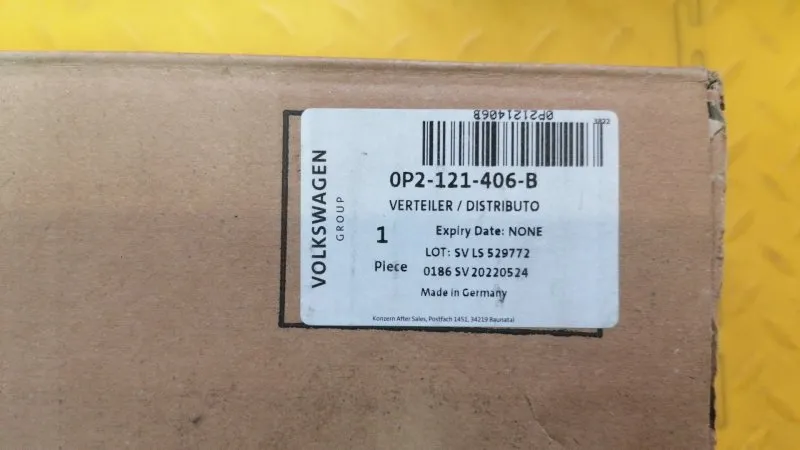 3822
0P2121406B
0P2-121-406-B
VERTEILER / DISTRIBUTO
1
Piece
Expiry Date: NONE
LOT: SV LS 529772
0186 SV 20220524
Made in Germany
Konzern After Sales, Postfach 1451, 34219 Baunatal
VOLKSWAGEN
GROUP